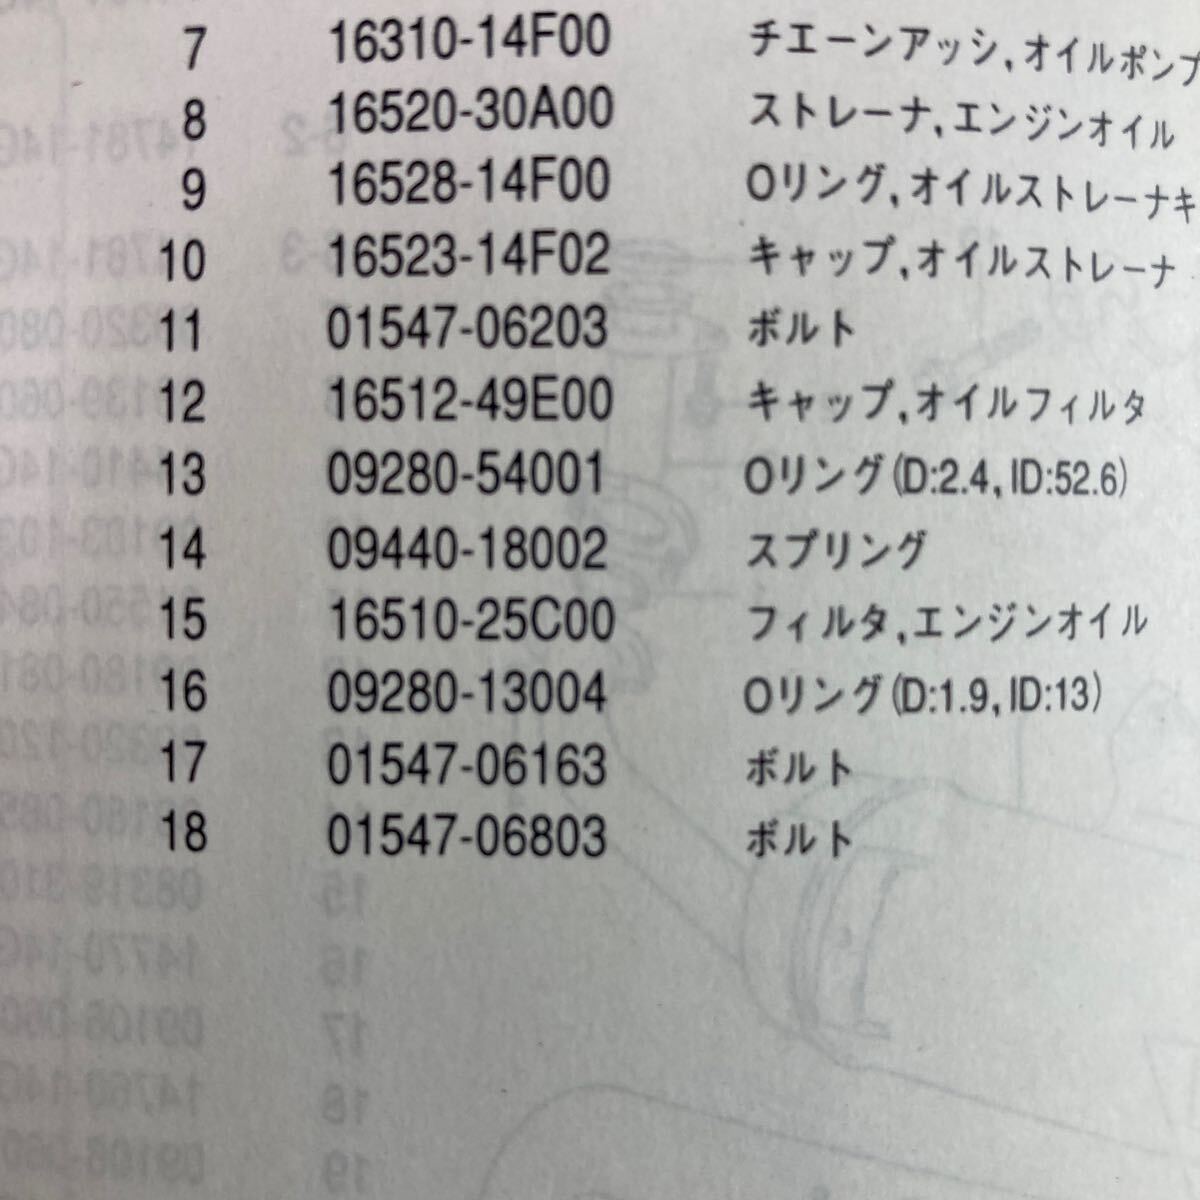 7 16310-14F00 チエーンアッシ,オイルポンプ
8 16520-30A00 ストレーナ,エンジンオイル
9 16528-14F00 Oリング,オイルストレーナキ
10 16523-14F02 キャップ,オイルストレーナ
11 01547-06203 ボルト
12 16512-49E00 キャップ,オイルフィルタ
13 09280-54001 Oリング(D:2.4, ID:52.6)
14 09440-18002 スプリング
15 16510-25C00 フィルタ,エンジンオイル
16 09280-13004 Oリング(D:1.9, ID:13)
17 01547-06163 ボルト
18 01547-06803 ボルト